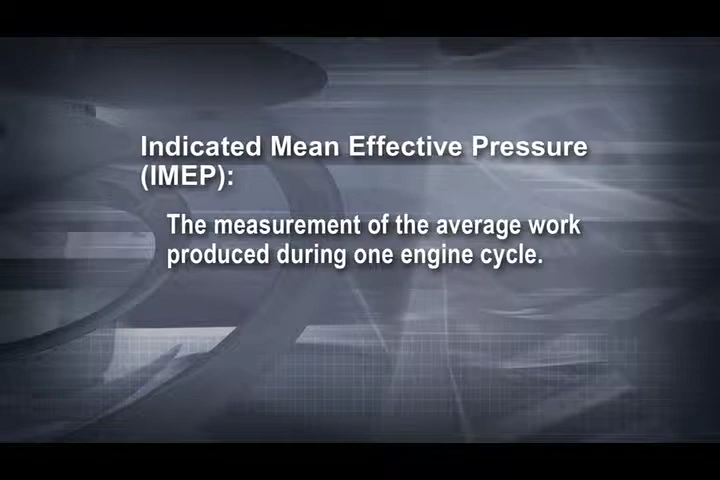 Indicated Mean Effective Pressure
(IMEP):
The measurement of the average work
produced during one engine cycle.